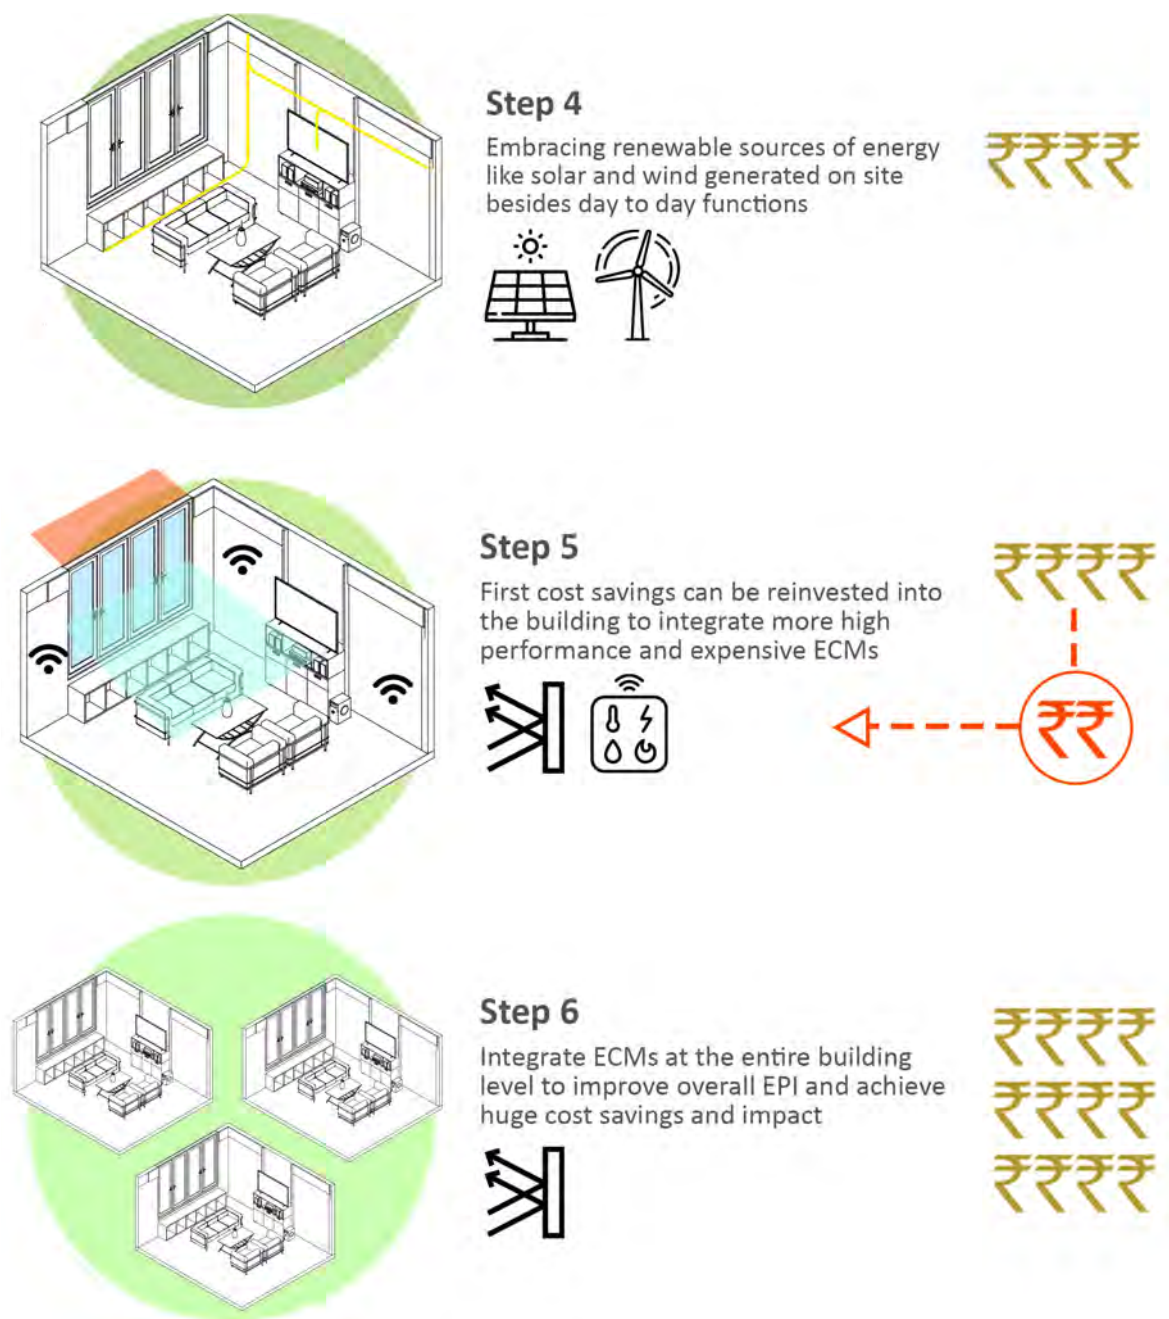 Step 4
Embracing renewable sources of energy
like solar and wind generated on site
besides day to day functions
₹₹₹₹
Step 5
First cost savings can be reinvested into
the building to integrate more high
performance and expensive ECMs
₹₹₹₹
₹₹
Step 6
Integrate ECMs at the entire building
level to improve overall EPI and achieve
huge cost savings and impact
₹₹₹₹
₹₹₹₹
₹₹₹₹